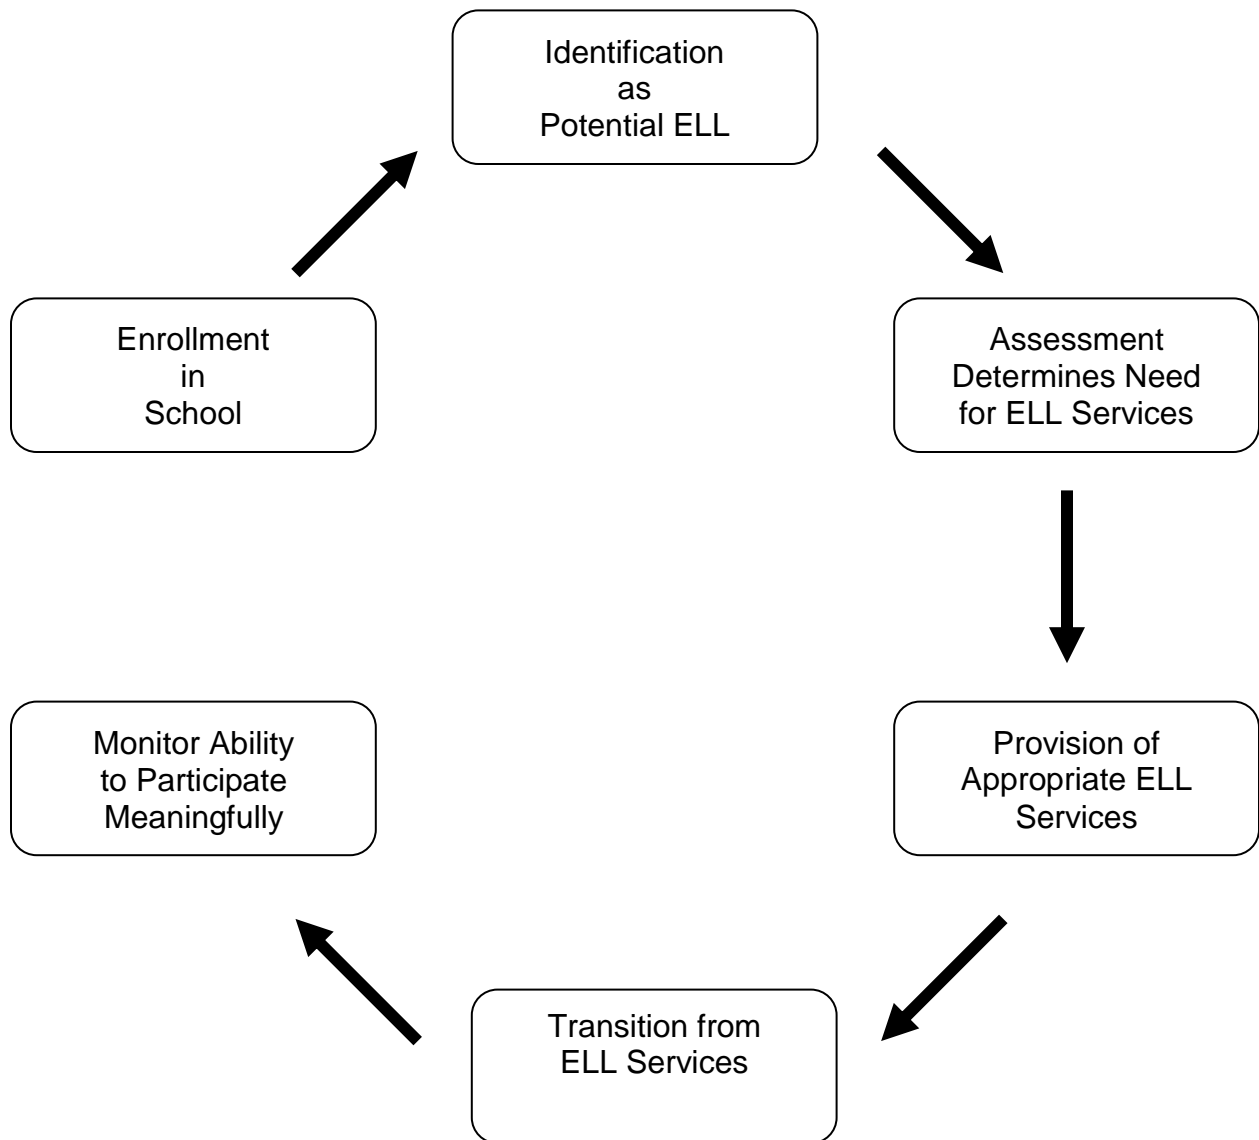 Identification
as
Potential ELL
Enrollment
in
School
Assessment
Determines Need
for ELL Services
Monitor Ability
to Participate
Meaningfully
Provision of
Appropriate ELL
Services
Transition from
ELL Services